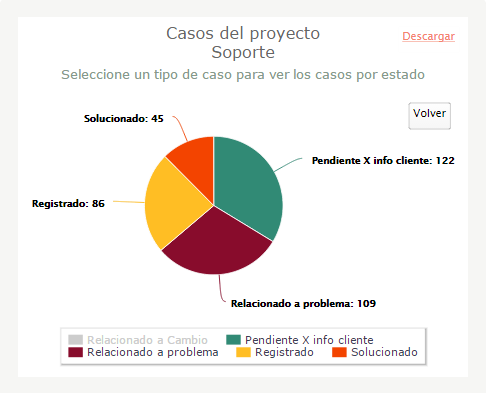 Casos del proyecto
Soporte
Descargar
Seleccione un tipo de caso para ver los casos por estado
Volver
Solucionado: 45
Pendiente X info cliente: 122
Registrado: 86
Relacionado a problema: 109
Relacionado a Cambio
Pendiente X info cliente
Relacionado a problema
Registrado
Solucionado